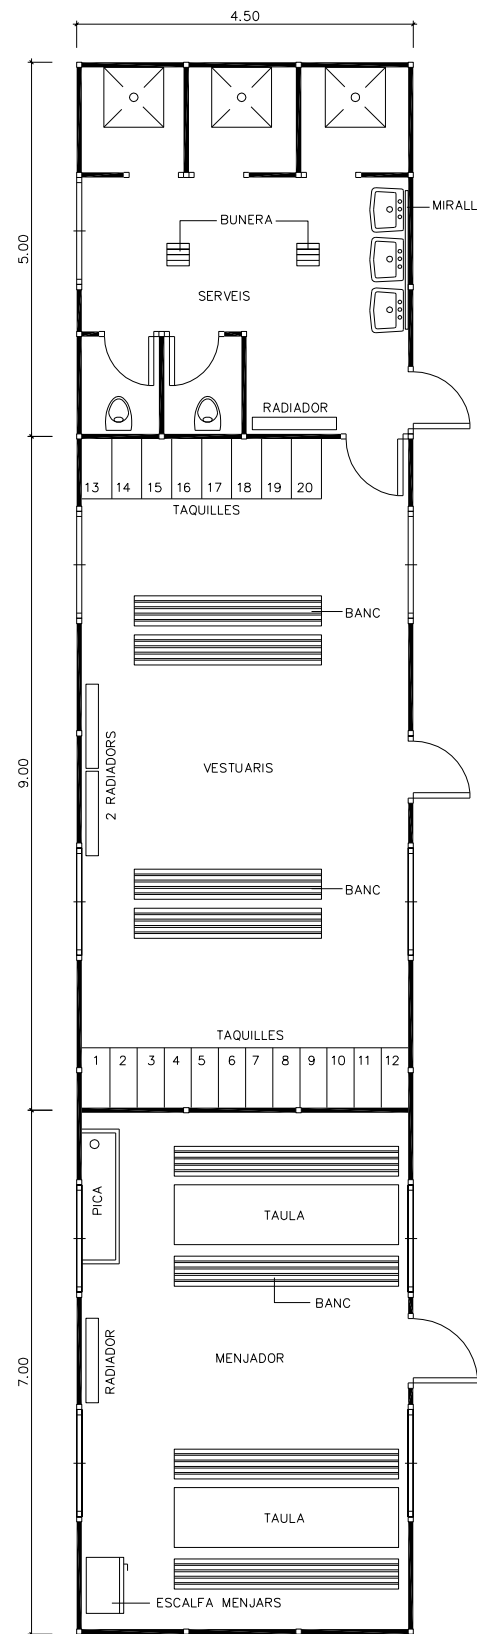 4.50
MIRALL
BUNERA
5.00
SERVEIS
RADIADOR
13 14 15 16 17 18 19 20
TAQUILLES
BANC
9.00
2 RADIADORS
VESTUARIS
BANC
TAQUILLES
1 2 3 4 5 6 7 8 9 10 11 12
PICA
TAULA
BANC
7.00
RADIADOR
MENJADOR
TAULA
ESCALFA MENJARS